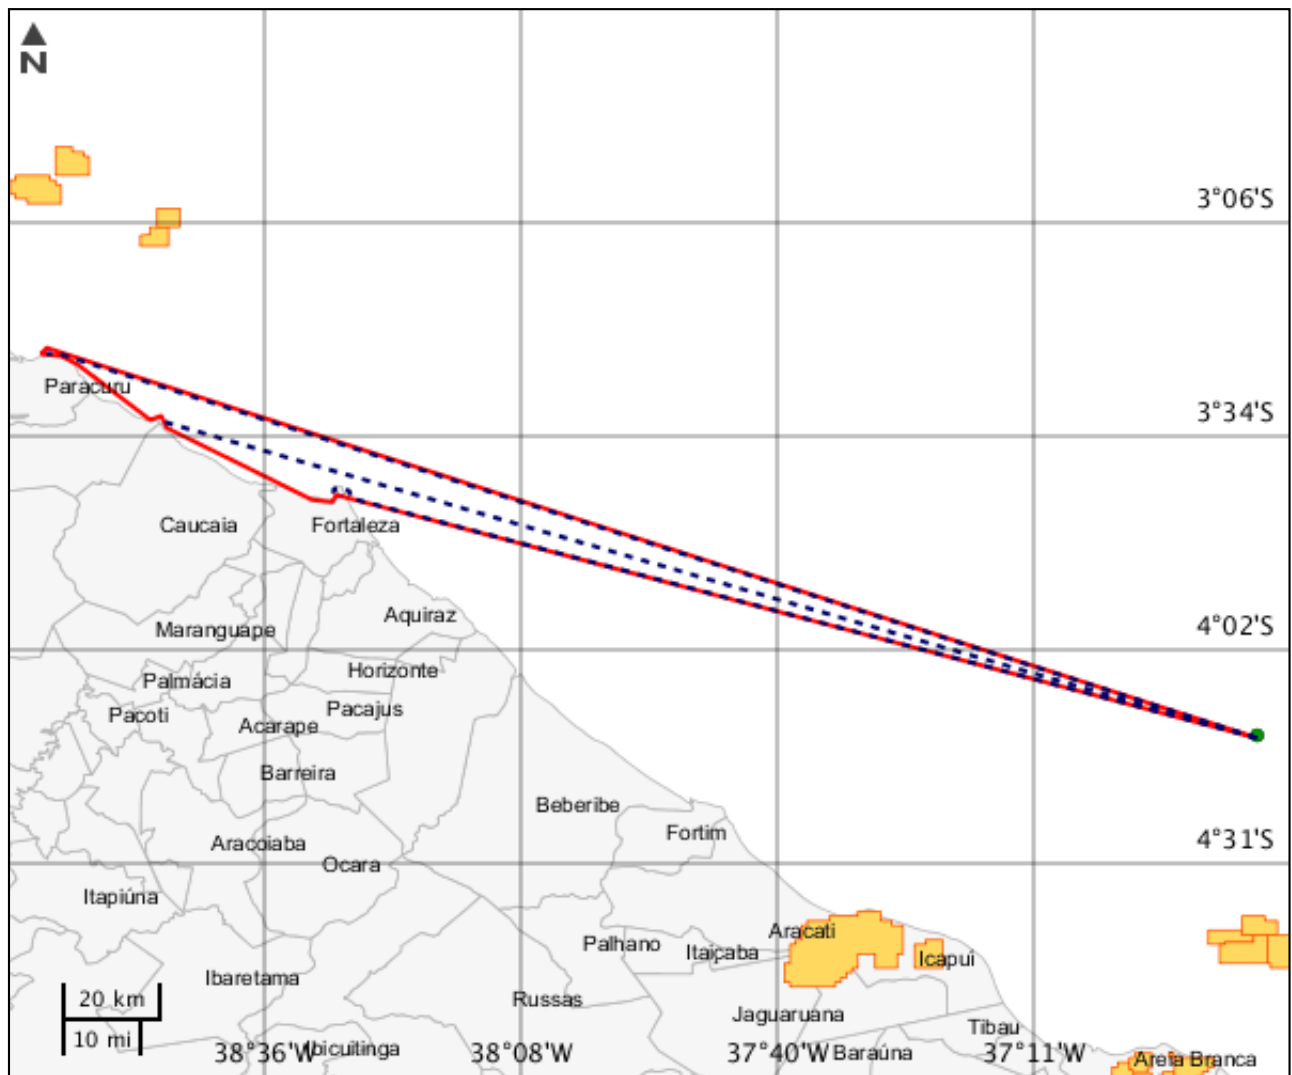 N
3°06'S
Paracuru
3°34'S
Caucaia
Fortaleza
Aquiraz
Maranguape
4°02'S
Horizonte
Palmácia
Pacajus
Pacoti
Acarape
Barreira
Beberibe
Fortim
Aracoiaba
4°31'S
Ocara
Itapiúna
Aracati
Palhano
Itaiçaba
Icapuí
Ibaretama
20 km
Russas
Jaguaruana
Tibau
10 mi
38°36'W
Ibicuitinga
38°08'W
37°40'W
Baraúna
37°11'W
Areia Branca